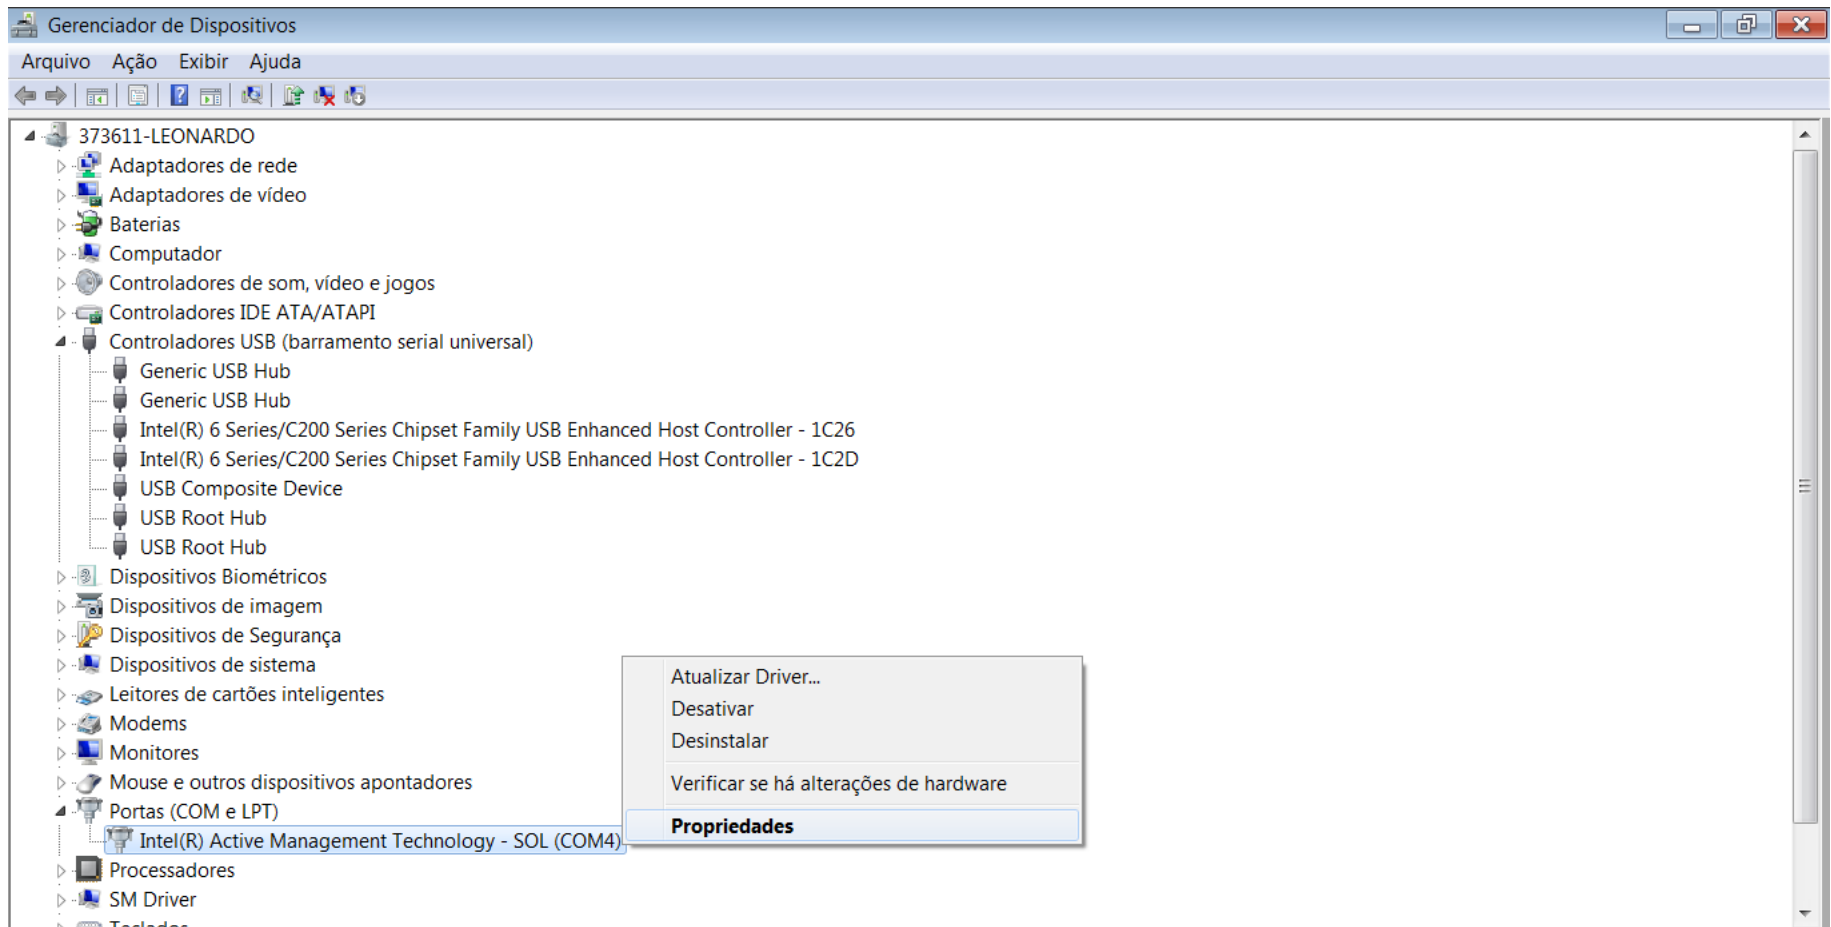 Gerenciador de Dispositivos
Arquivo Ação Exibir Ajuda
373611-LEONARDO
Adaptadores de rede
Adaptadores de vídeo
Baterias
Computador
Controladores de som, vídeo e jogos
Controladores IDE ATA/ATAPI
Controladores USB (barramento serial universal)
Generic USB Hub
Generic USB Hub
Intel(R) 6 Series/C200 Series Chipset Family USB Enhanced Host Controller - 1C26
Intel(R) 6 Series/C200 Series Chipset Family USB Enhanced Host Controller - 1C2D
USB Composite Device
USB Root Hub
USB Root Hub
Dispositivos Biométricos
Dispositivos de imagem
Dispositivos de Segurança
Dispositivos de sistema
Leitores de cartões inteligentes
Modems
Monitores
Mouse e outros dispositivos apontadores
Portas (COM e LPT)
Intel(R) Active Management Technology - SOL (COM4)
Processadores
SM Driver
Teclados
Atualizar Driver...
Desativar
Desinstalar
Verificar se há alterações de hardware
Propriedades